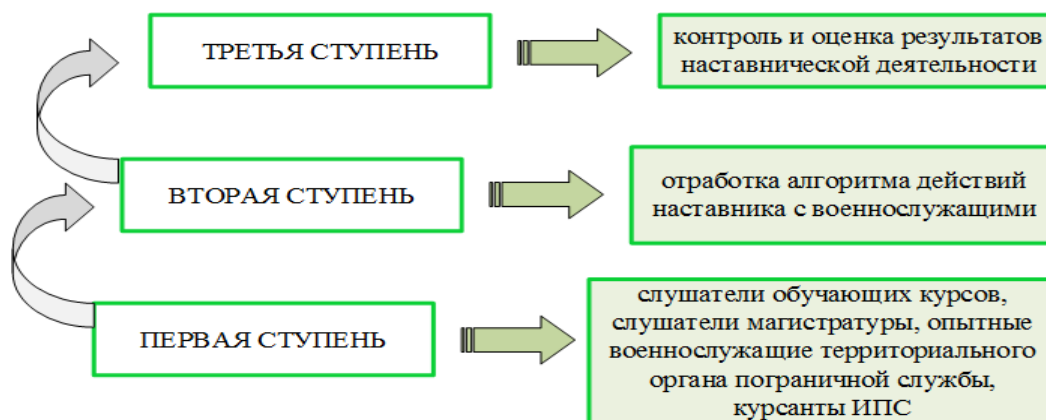 ТРЕТЬЯ СТУПЕНЬ
контроль и оценка результатов
наставнической деятельности
ВТОРАЯ СТУПЕНЬ
отработка алгоритма действий
наставника с военнослужащими
ПЕРВАЯ СТУПЕНЬ
слушатели обучающих курсов,
слушатели магистратуры, опытные
военнослужащие территориального
органа пограничной службы,
курсанты ИПС